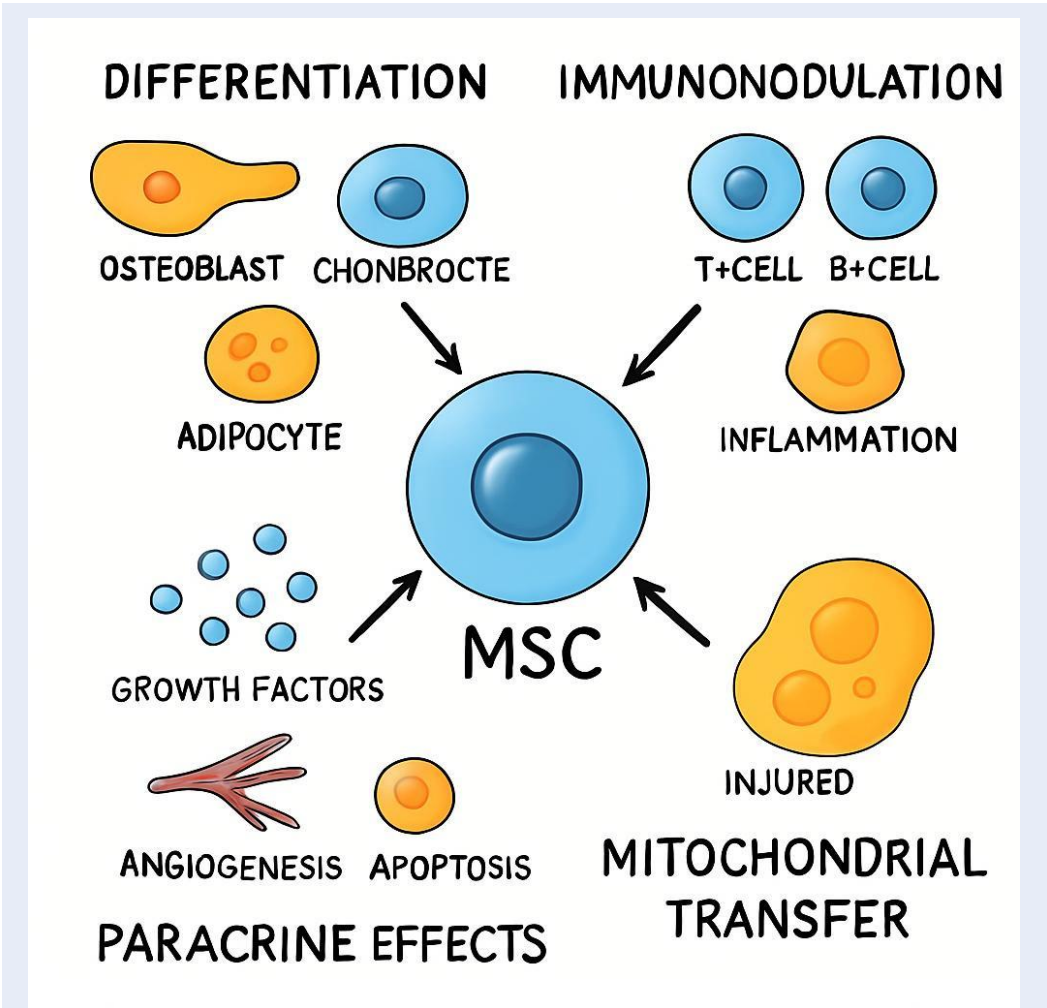 DIFFERENTIATION
IMMUNONODULATION
OSTEOBLAST
CHONBROCTE
T+CELL
B+CELL
ADIPOCYTE
INFLAMMATION
MSC
GROWTH FACTORS
INJURED
ANGIOGENESIS
APOPTOSIS
MITOCHONDRIAL
TRANSFER
PARACRINE EFFECTS